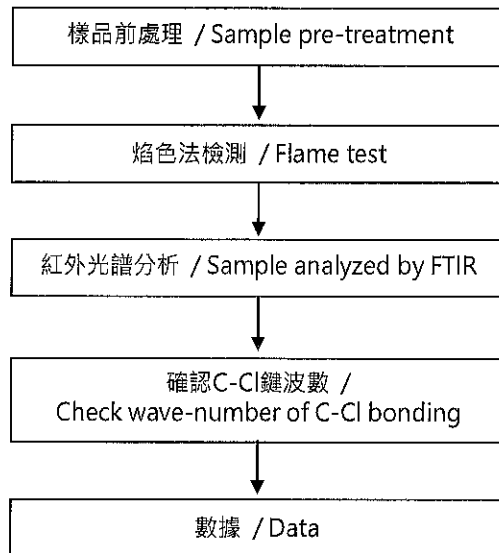 樣品前處理 / Sample pre-treatment
焰色法檢測 / Flame test
紅外光譜分析 / Sample analyzed by FTIR
確認C-Cl鍵波數 /
Check wave-number of C-Cl bonding
數據 / Data